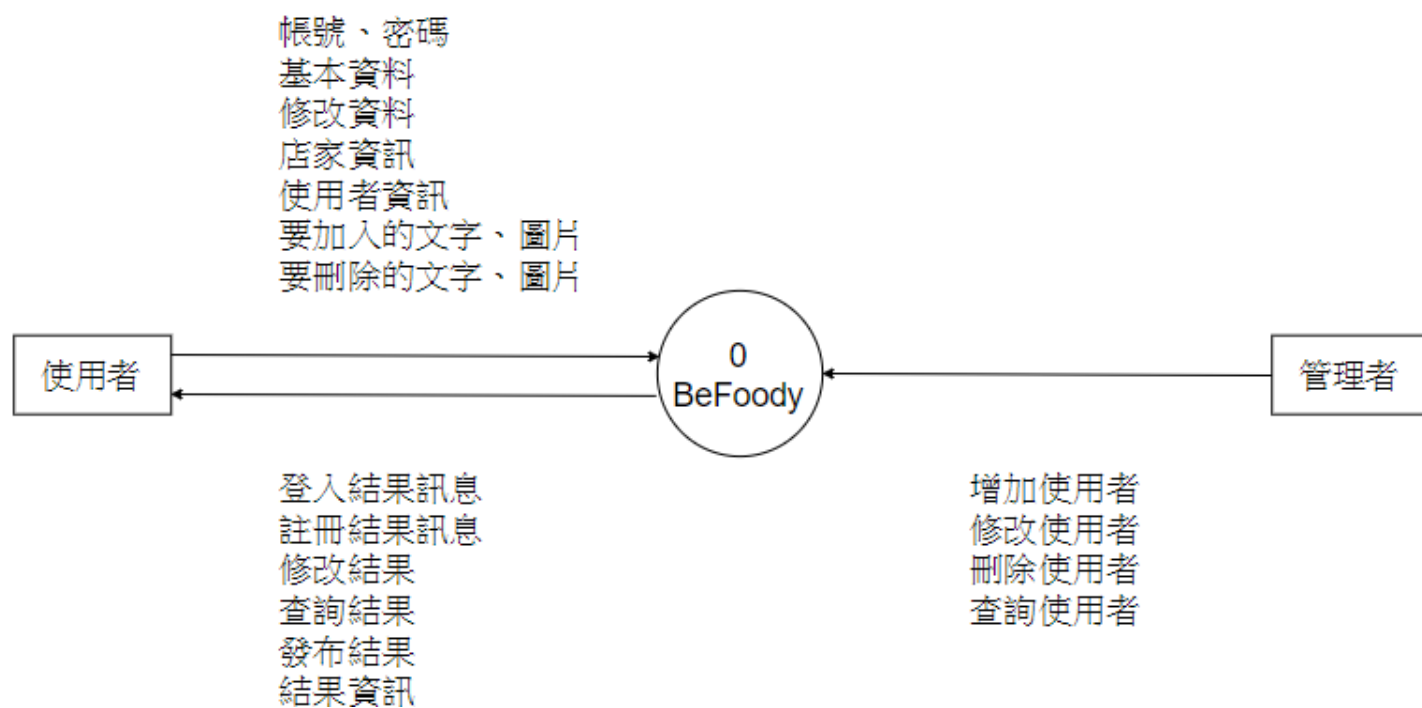 帳號、密碼
基本資料
修改資料
店家資訊
使用者資訊
要加入的文字、圖片
要刪除的文字、圖片
使用者
0
BeFoody
管理者
登入結果訊息
註冊結果訊息
修改結果
查詢結果
發布結果
結果資訊
增加使用者
修改使用者
刪除使用者
查詢使用者